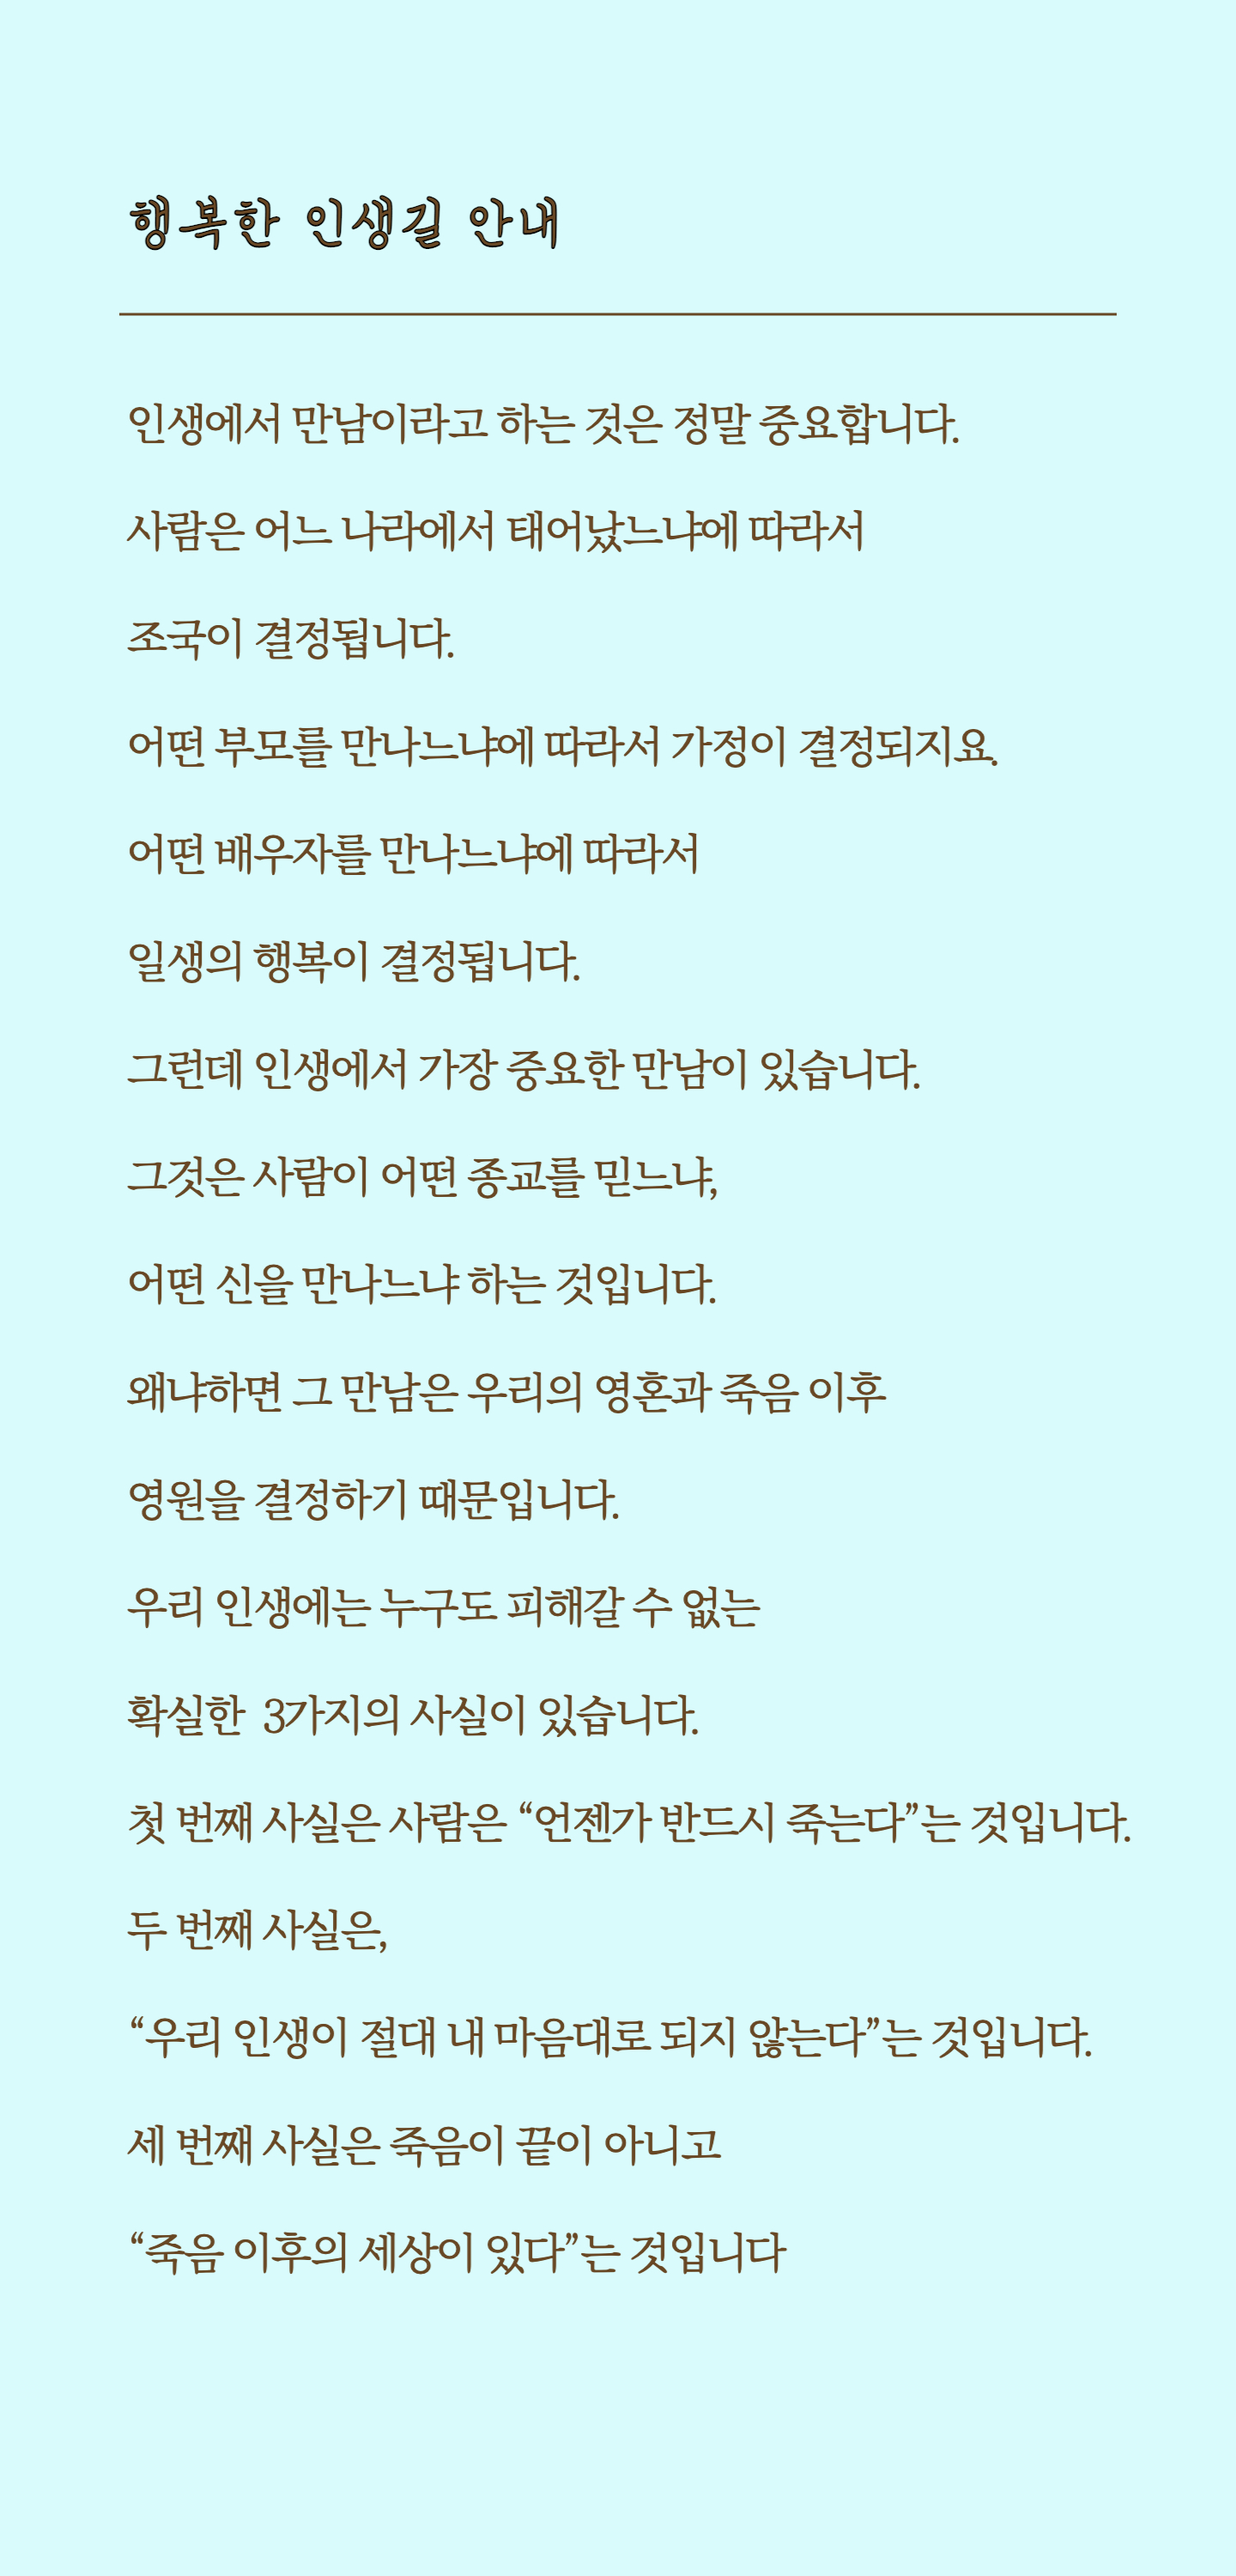 행복한 인생길 안내
인생에서 만남이라고 하는 것은 정말 중요합니다.
사람은 어느 나라에서 태어났느냐에 따라서
조국이 결정됩니다.
어떤 부모를 만나느냐에 따라서 가정이 결정되지요.
어떤 배우자를 만나느냐에 따라서
일생의 행복이 결정됩니다.
그런데 인생에서 가장 중요한 만남이 있습니다.
그것은 사람이 어떤 종교를 믿느냐,
어떤 신을 만나느냐 하는 것입니다.
왜냐하면 그 만남은 우리의 영혼과 죽음 이후
영원을 결정하기 때문입니다.
우리 인생에는 누구도 피해갈 수 없는
확실한  3가지의 사실이 있습니다.
첫 번째 사실은 사람은 “언젠가 반드시 죽는다”는 것입니다.
두 번째 사실은,
“우리 인생이 절대 내 마음대로 되지 않는다”는 것입니다.
세 번째 사실은 죽음이 끝이 아니고
“죽음 이후의 세상이 있다”는 것입니다